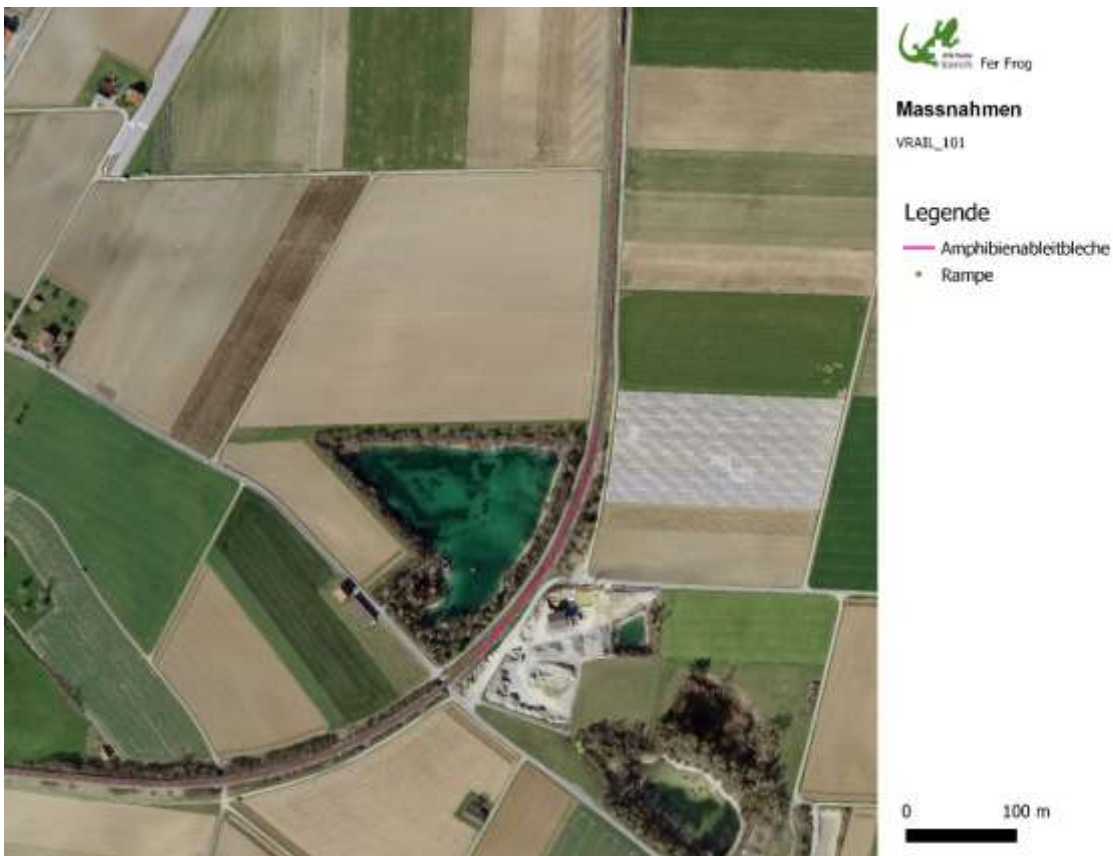 Fer Frog
Massnahmen
VRAIL_101
Legende
Amphibienableitbleche
Rampe
0 100 m